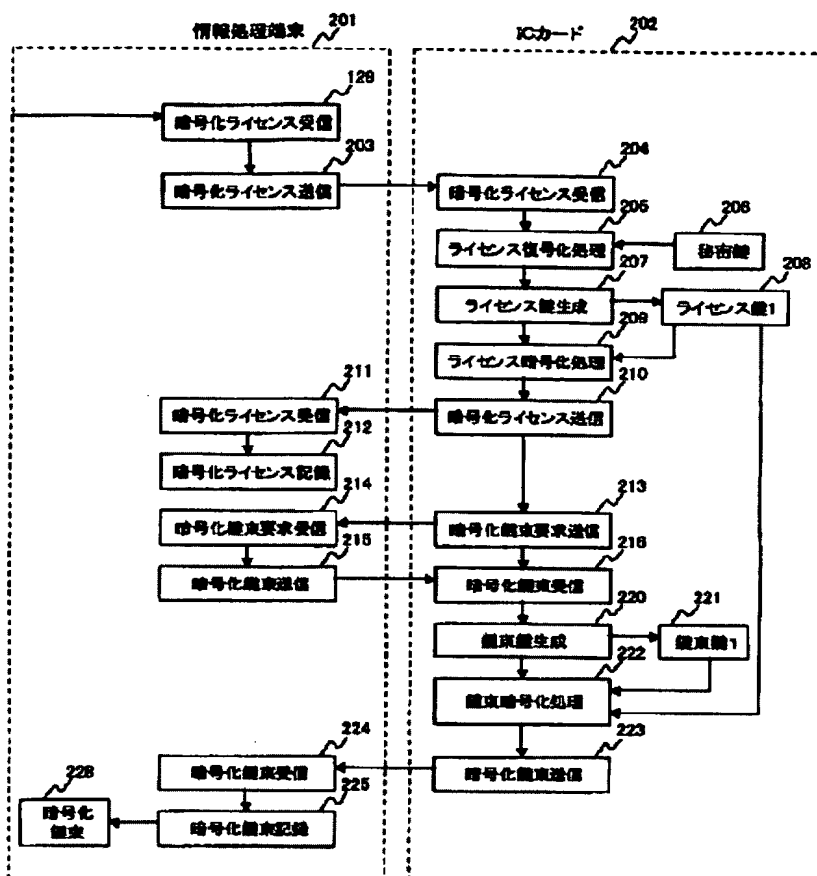 情報処理端末
201
ICカード
202
129
暗号化ライセンス受信
203
暗号化ライセンス送信
204
暗号化ライセンス受信
205
ライセンス復号化処理
206
秘密鍵
207
ライセンス鍵生成
208
ライセンス鍵1
209
ライセンス暗号化処理
210
暗号化ライセンス送信
211
暗号化ライセンス受信
212
暗号化ライセンス記録
213
暗号化鍵束要求送信
214
暗号化鍵束要求受信
215
暗号化鍵束送信
216
暗号化鍵束受信
220
鍵束鍵生成
221
鍵束鍵1
222
鍵束暗号化処理
223
暗号化鍵束送信
224
暗号化鍵束受信
225
暗号化鍵束記録
226
暗号化
鍵束